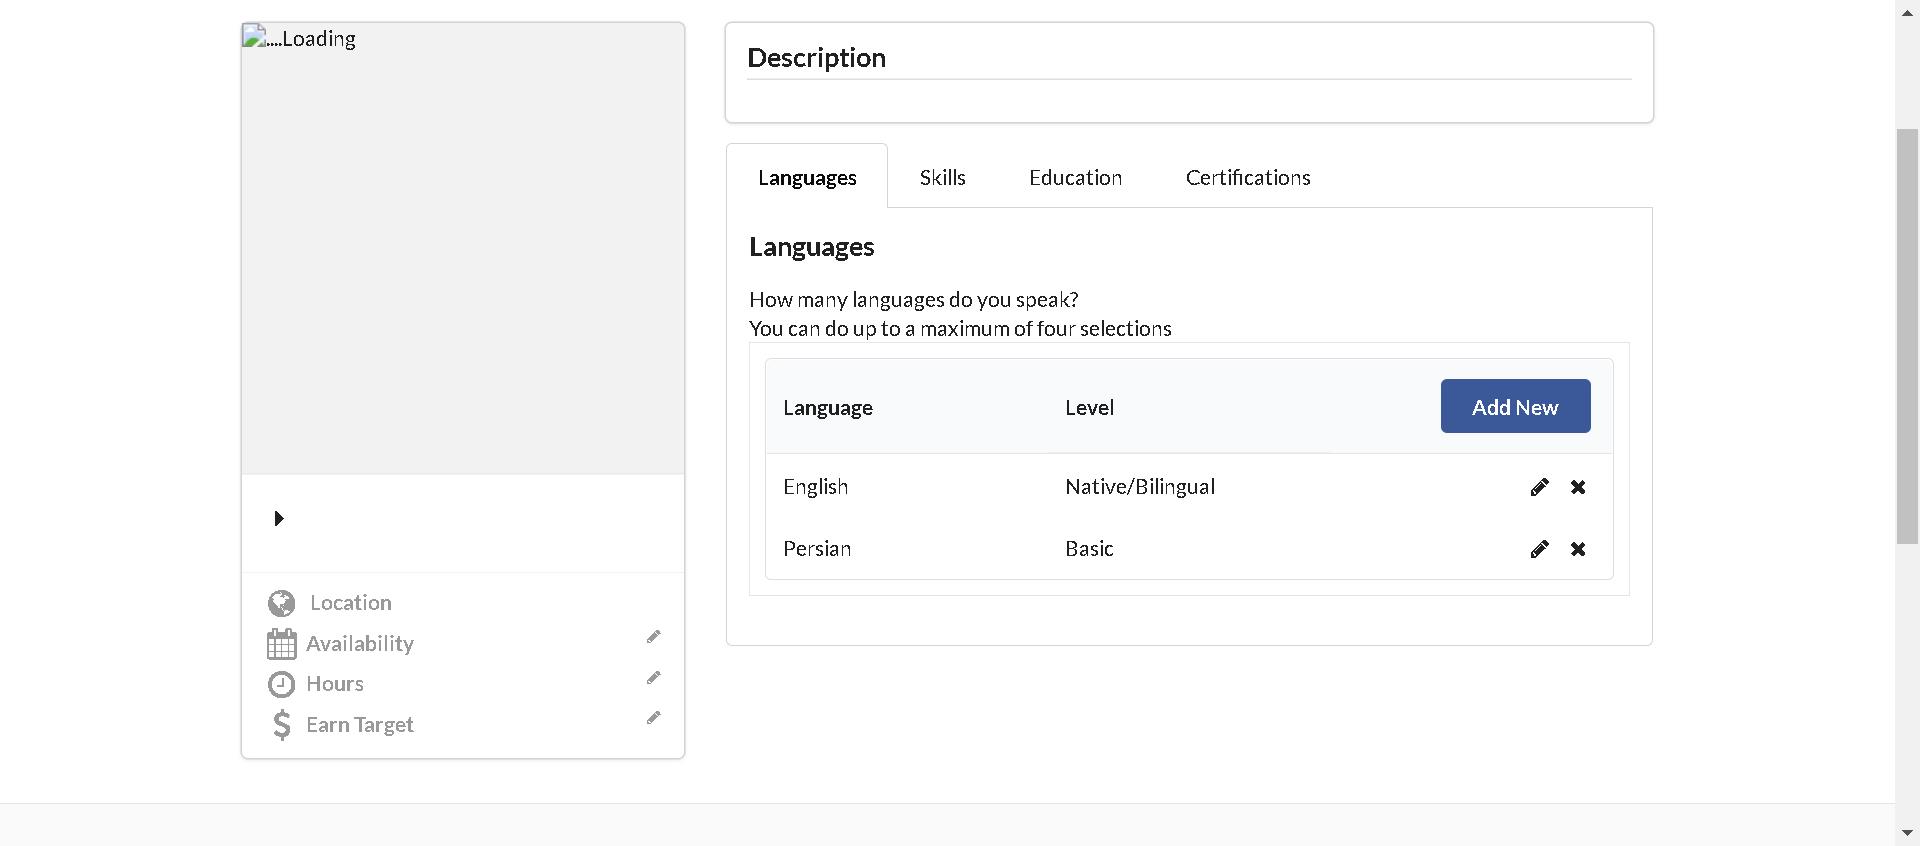 ....Loading
Location
Availability
Hours
Earn Target
Description
Languages Skills Education Certifications
Languages
How many languages do you speak?
You can do up to a maximum of four selections
Language Level Add New
English Native/Bilingual
Persian Basic